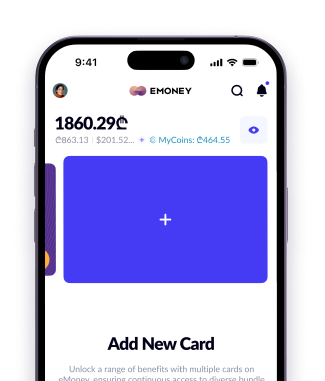 9:41
EMONEY
1860.29₾
₾863.13 | $201.52... + MyCoins: ₾464.55
Add New Card
Unlock a range of benefits with multiple cards on
eMoney, ensuring continuous access to diverse bundle